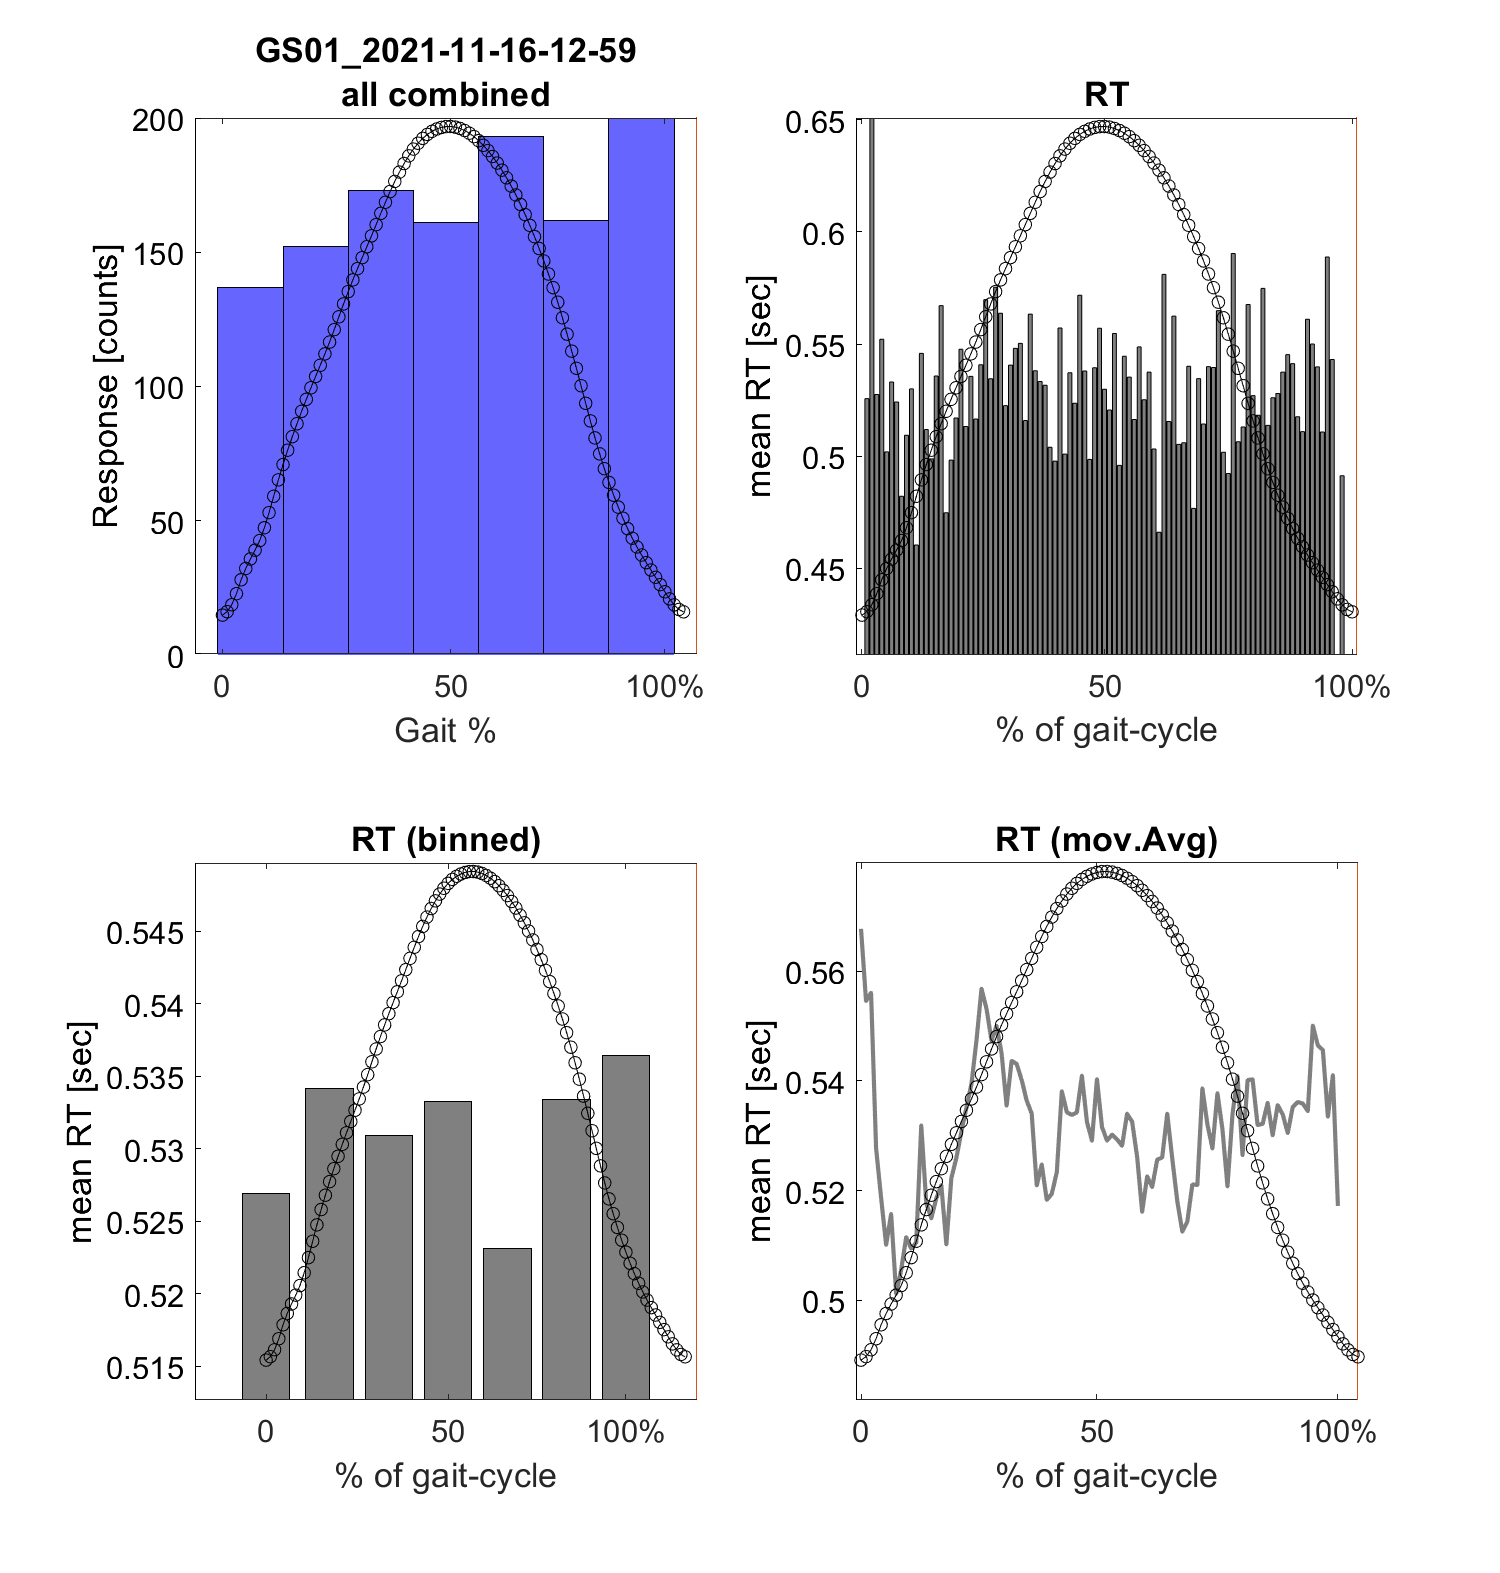 GS01_2021-11-16-12-59
all combined
200
150
100
50
0
Response [counts]
0 50 100%
Gait %
RT
0.65
0.6
0.55
0.5
0.45
mean RT [sec]
0 50 100%
% of gait-cycle
RT (binned)
0.545
0.54
0.535
0.53
0.525
0.52
0.515
mean RT [sec]
0 50 100%
% of gait-cycle
RT (mov.Avg)
0.56
0.54
0.52
0.5
mean RT [sec]
0 50 100%
% of gait-cycle